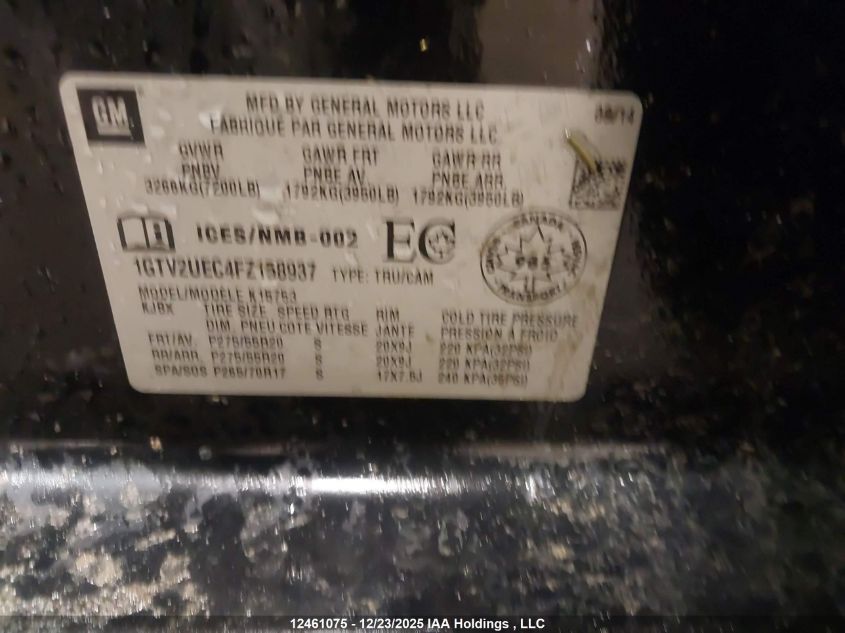 GM
MFD BY GENERAL MOTORS LLC
08/14
FABRIQUE PAR GENERAL MOTORS LLC
GVWR GAWR FRT GAWR RR
PNBV PNBE AV. PNBE ARR.
3266KG(7200LB) 1792KG(3950LB) 1792KG(3950LB)
ICES/NMB-002 EC
CANADA
TRANSPORT
1GTV2UEC4FZ158937 TYPE: TRU/CAM
MODEL/MODELE K15753
KJBX TIRE SIZE SPEED RTG RIM COLD TIRE PRESSURE
DIM. PNEU COTE VITESSE JANTE PRESSION A FROID
FRT/AV. P275/55R20 S 20X9J 220 KPA(32PSI)
RR/ARR. P275/55R20 S 20X9J 220 KPA(32PSI)
SPA/SOS P265/70R17 S 17X7.5J 240 KPA(35PSI)
12461075 - 12/23/2025 IAA Holdings , LLC